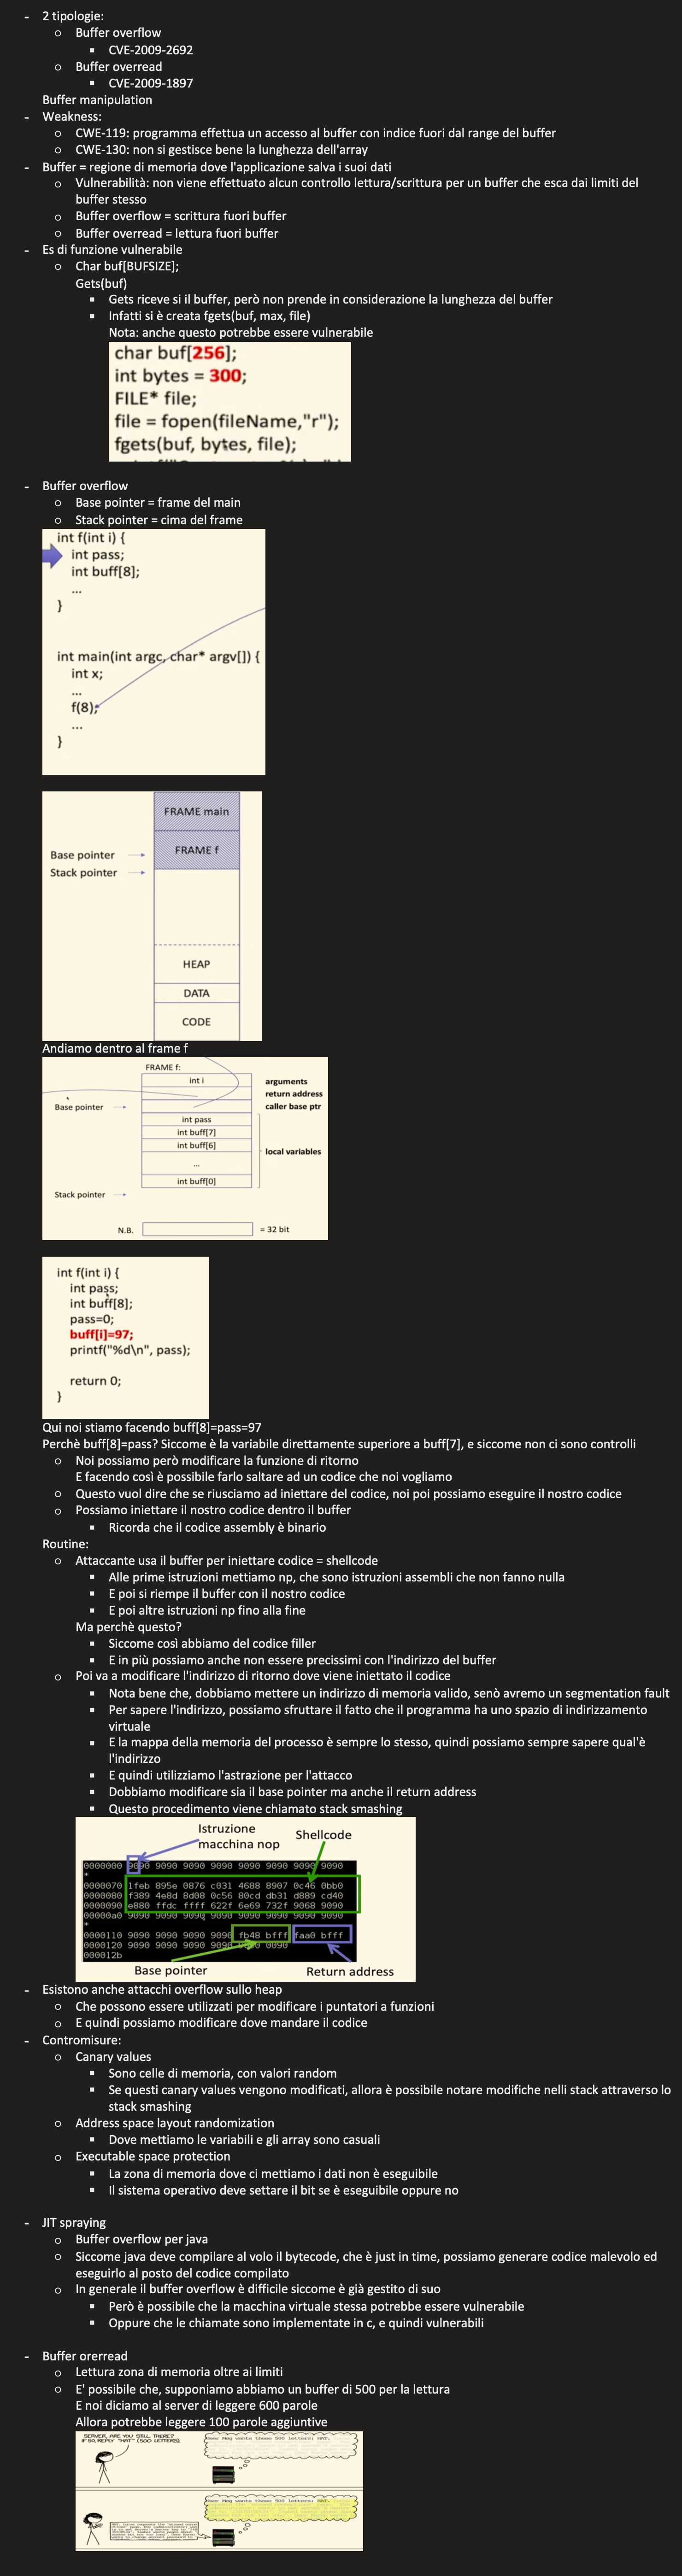 - 2 tipologie:
o Buffer overflow
▪ CVE-2009-2692
o Buffer overread
▪ CVE-2009-1897
Buffer manipulation
- Weakness:
o CWE-119: programma effettua un accesso al buffer con indice fuori dal range del buffer
o CWE-130: non si gestisce bene la lunghezza dell'array
- Buffer = regione di memoria dove l'applicazione salva i suoi dati
o Vulnerabilità: non viene effettuato alcun controllo lettura/scrittura per un buffer che esca dai limiti del
buffer stesso
o Buffer overflow = scrittura fuori buffer
o Buffer overread = lettura fuori buffer
- Es di funzione vulnerabile
o Char buf[BUFSIZE];
Gets(buf)
▪ Gets riceve si il buffer, però non prende in considerazione la lunghezza del buffer
▪ Infatti si è creata fgets(buf, max, file)
Nota: anche questo potrebbe essere vulnerabile
char buf[256];
int bytes = 300;
FILE* file;
file = fopen(fileName,"r");
fgets(buf, bytes, file);
- Buffer overflow
o Base pointer = frame del main
o Stack pointer = cima del frame
int f(int i) {
int pass;
int buff[8];
...
}
int main(int argc, char* argv[]) {
int x;
...
f(8);
...
}
FRAME main
FRAME f
Base pointer
Stack pointer
HEAP
DATA
CODE
Andiamo dentro al frame f
FRAME f:
int i
arguments
return address
Base pointer
caller base ptr
int pass
int buff[7]
int buff[6]
local variables
...
int buff[0]
Stack pointer
N.B.
= 32 bit
int f(int i) {
int pass;
int buff[8];
pass=0;
buff[i]=97;
printf("%d\n", pass);
return 0;
}
Qui noi stiamo facendo buff[8]=pass=97
Perchè buff[8]=pass? Siccome è la variabile direttamente superiore a buff[7], e siccome non ci sono controlli
o Noi possiamo però modificare la funzione di ritorno
E facendo così è possibile farlo saltare ad un codice che noi vogliamo
o Questo vuol dire che se riusciamo ad iniettare del codice, noi poi possiamo eseguire il nostro codice
o Possiamo iniettare il nostro codice dentro il buffer
▪ Ricorda che il codice assembly è binario
Routine:
o Attaccante usa il buffer per iniettare codice = shellcode
▪ Alle prime istruzioni mettiamo np, che sono istruzioni assembli che non fanno nulla
▪ E poi si riempe il buffer con il nostro codice
▪ E poi altre istruzioni np fino alla fine
Ma perchè questo?
▪ Siccome così abbiamo del codice filler
▪ E in più possiamo anche non essere precissimi con l'indirizzo del buffer
o Poi va a modificare l'indirizzo di ritorno dove viene iniettato il codice
▪ Nota bene che, dobbiamo mettere un indirizzo di memoria valido, senò avremo un segmentation fault
▪ Per sapere l'indirizzo, possiamo sfruttare il fatto che il programma ha uno spazio di indirizzamento
virtuale
▪ E la mappa della memoria del processo è sempre lo stesso, quindi possiamo sempre sapere qual'è
l'indirizzo
▪ E quindi utilizziamo l'astrazione per l'attacco
▪ Dobbiamo modificare sia il base pointer ma anche il return address
▪ Questo procedimento viene chiamato stack smashing
Istruzione
macchina nop
Shellcode
0000000 9090 9090 9090 9090 9090 9090 9090
*
0000070 1feb 895e 0876 c031 4688 8907 0c46 0bb0
0000080 f389 4e8d 8d08 0c56 80cd db31 d889 cd40
0000090 e880 ffdc ffff 622f 6e69 732f 9068 9090
00000a0 9090 9090 9090 9090 9090 9090 9090 9090
*
0000110 9090 9090 9090 9090 fb48 bfff faa0 bfff
0000120 9090 9090 9090 9090 0090
000012b
Base pointer
Return address
- Esistono anche attacchi overflow sullo heap
o Che possono essere utilizzati per modificare i puntatori a funzioni
o E quindi possiamo modificare dove mandare il codice
- Contromisure:
o Canary values
▪ Sono celle di memoria, con valori random
▪ Se questi canary values vengono modificati, allora è possibile notare modifiche nelli stack attraverso lo
stack smashing
o Address space layout randomization
▪ Dove mettiamo le variabili e gli array sono casuali
o Executable space protection
▪ La zona di memoria dove ci mettiamo i dati non è eseguibile
▪ Il sistema operativo deve settare il bit se è eseguibile oppure no
- JIT spraying
o Buffer overflow per java
o Siccome java deve compilare al volo il bytecode, che è just in time, possiamo generare codice malevolo ed
eseguirlo al posto del codice compilato
o In generale il buffer overflow è difficile siccome è già gestito di suo
▪ Però è possibile che la macchina virtuale stessa potrebbe essere vulnerabile
▪ Oppure che le chiamate sono implementate in c, e quindi vulnerabili
- Buffer orerread
o Lettura zona di memoria oltre ai limiti
o E' possibile che, supponiamo abbiamo un buffer di 500 per la lettura
E noi diciamo al server di leggere 600 parole
Allora potrebbe leggere 100 parole aggiuntive
SERVER, ARE YOU STILL THERE?
IF SO, REPLY "HAT" (500 LETTERS).
User Meg wants these 500 letters: HAT.
User Meg wants these 500 letters: HAT.